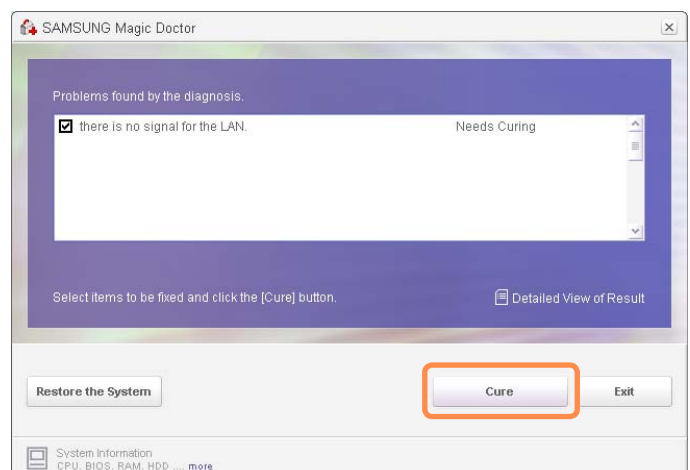 SAMSUNG Magic Doctor
Problems found by the diagnosis.
there is no signal for the LAN. Needs Curing
Select items to be fixed and click the [Cure] button. Detailed View of Result
Restore the System Cure Exit
System Information
CPU, BIOS, RAM, HDD .... more